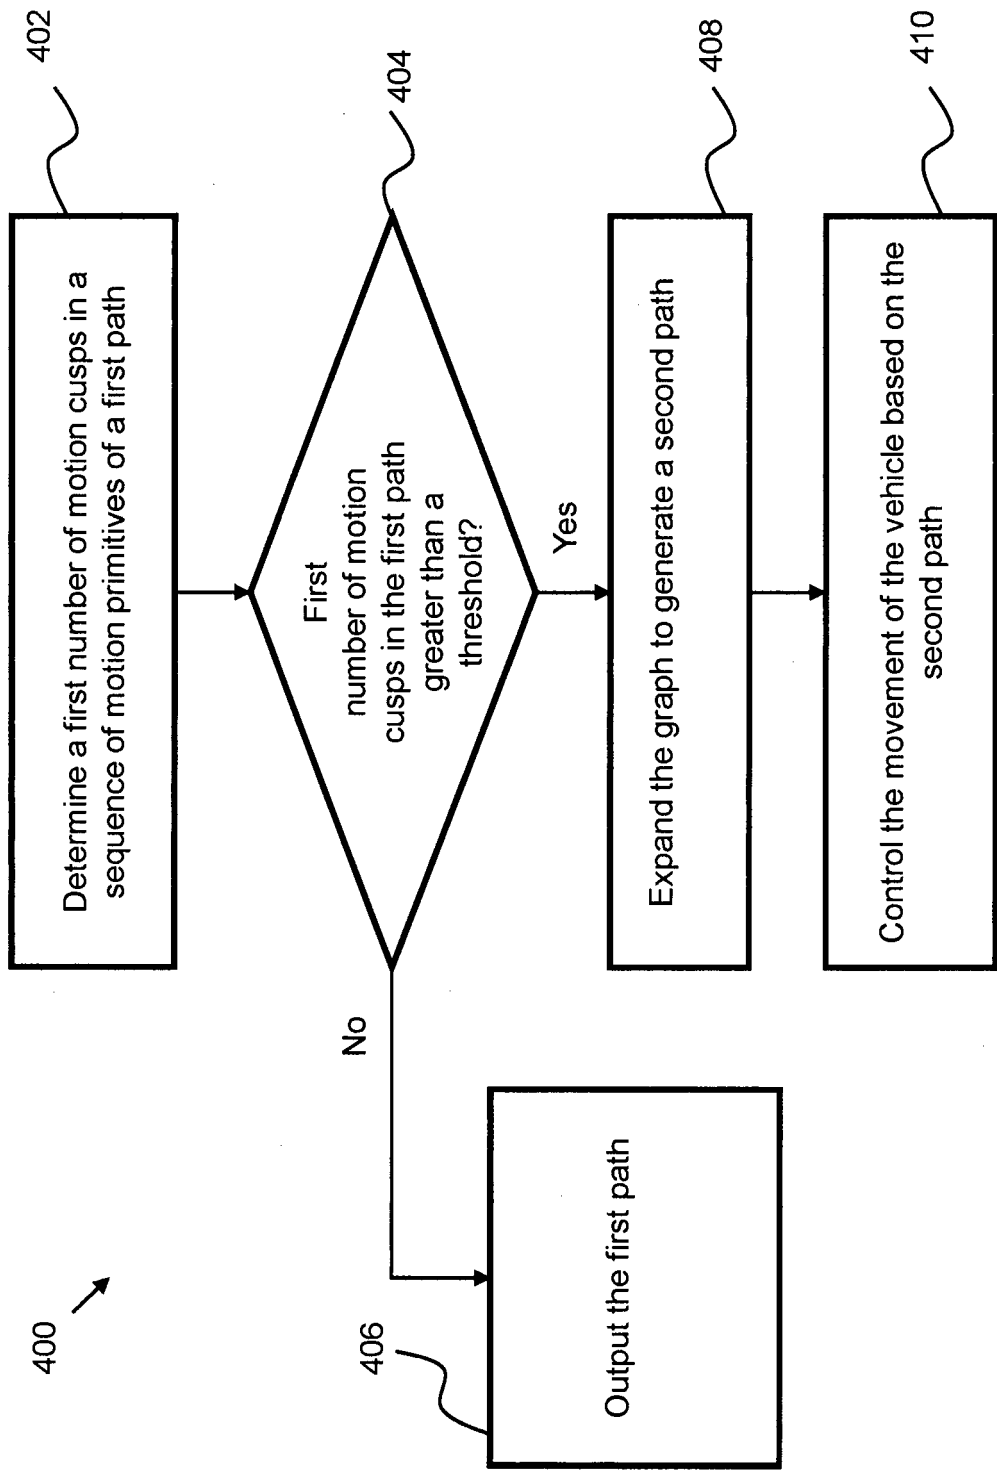 400
402
Determine a first number of motion cusps in a
sequence of motion primitives of a first path
404
First
number of motion
cusps in the first path
greater than a
threshold?
No
Yes
406
Output the first path
408
Expand the graph to generate a second path
410
Control the movement of the vehicle based on the
second path